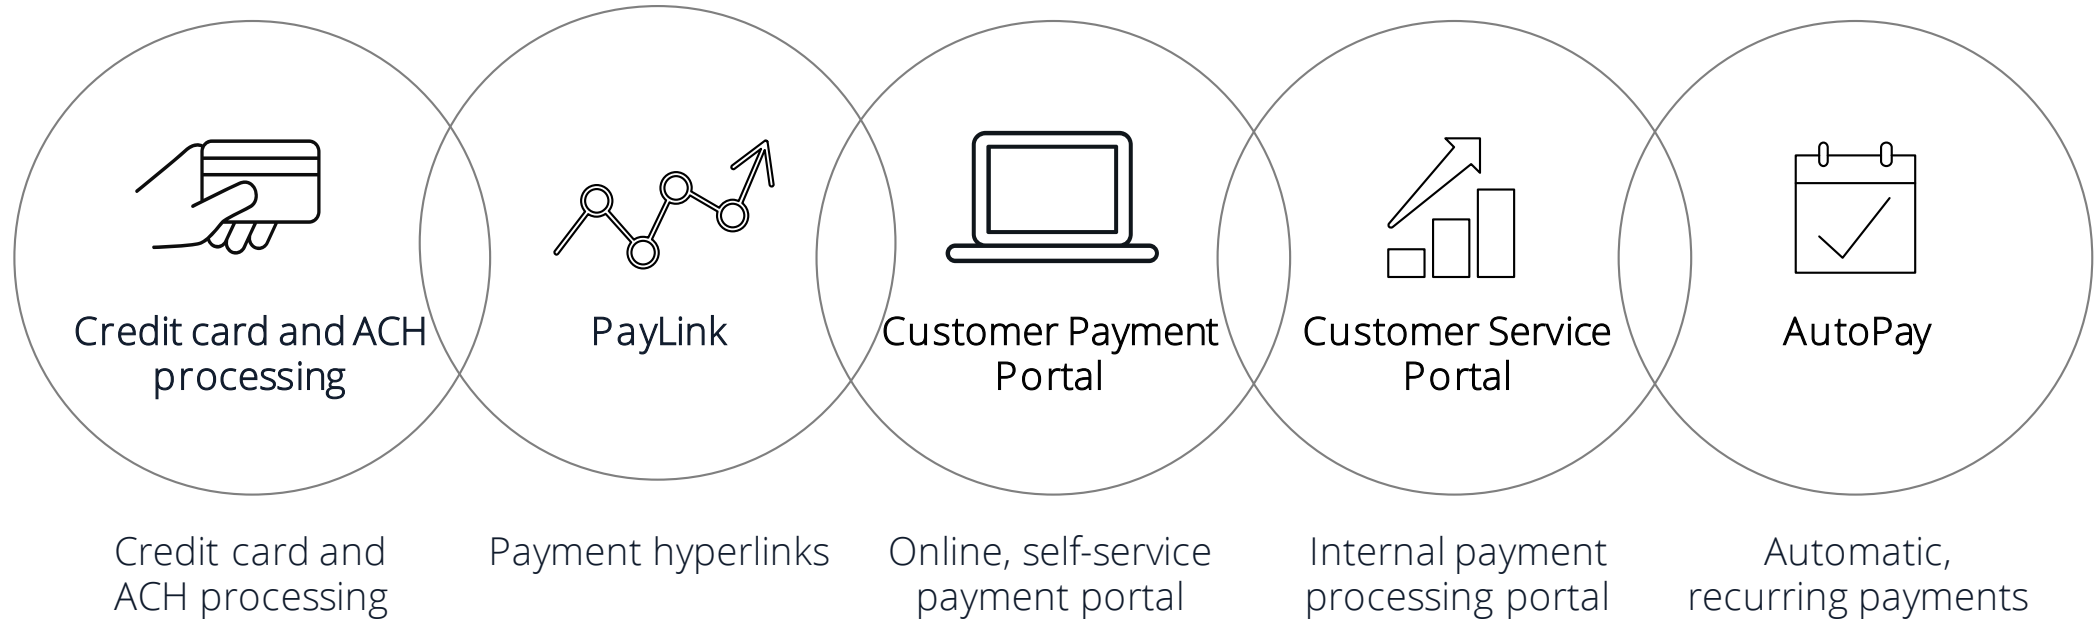 Credit card and ACH
processing
PayLink
Customer Payment
Portal
Customer Service
Portal
AutoPay
Credit card and
ACH processing
Payment hyperlinks
Online, self-service
payment portal
Internal payment
processing portal
Automatic,
recurring payments